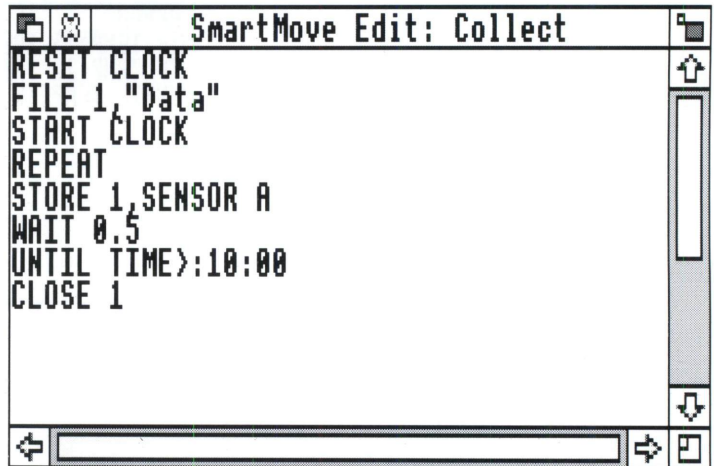 SmartMove Edit: Collect
RESET CLOCK
FILE 1,"Data"
START CLOCK
REPEAT
STORE 1,SENSOR A
WAIT 0.5
UNTIL TIME>:10:00
CLOSE 1